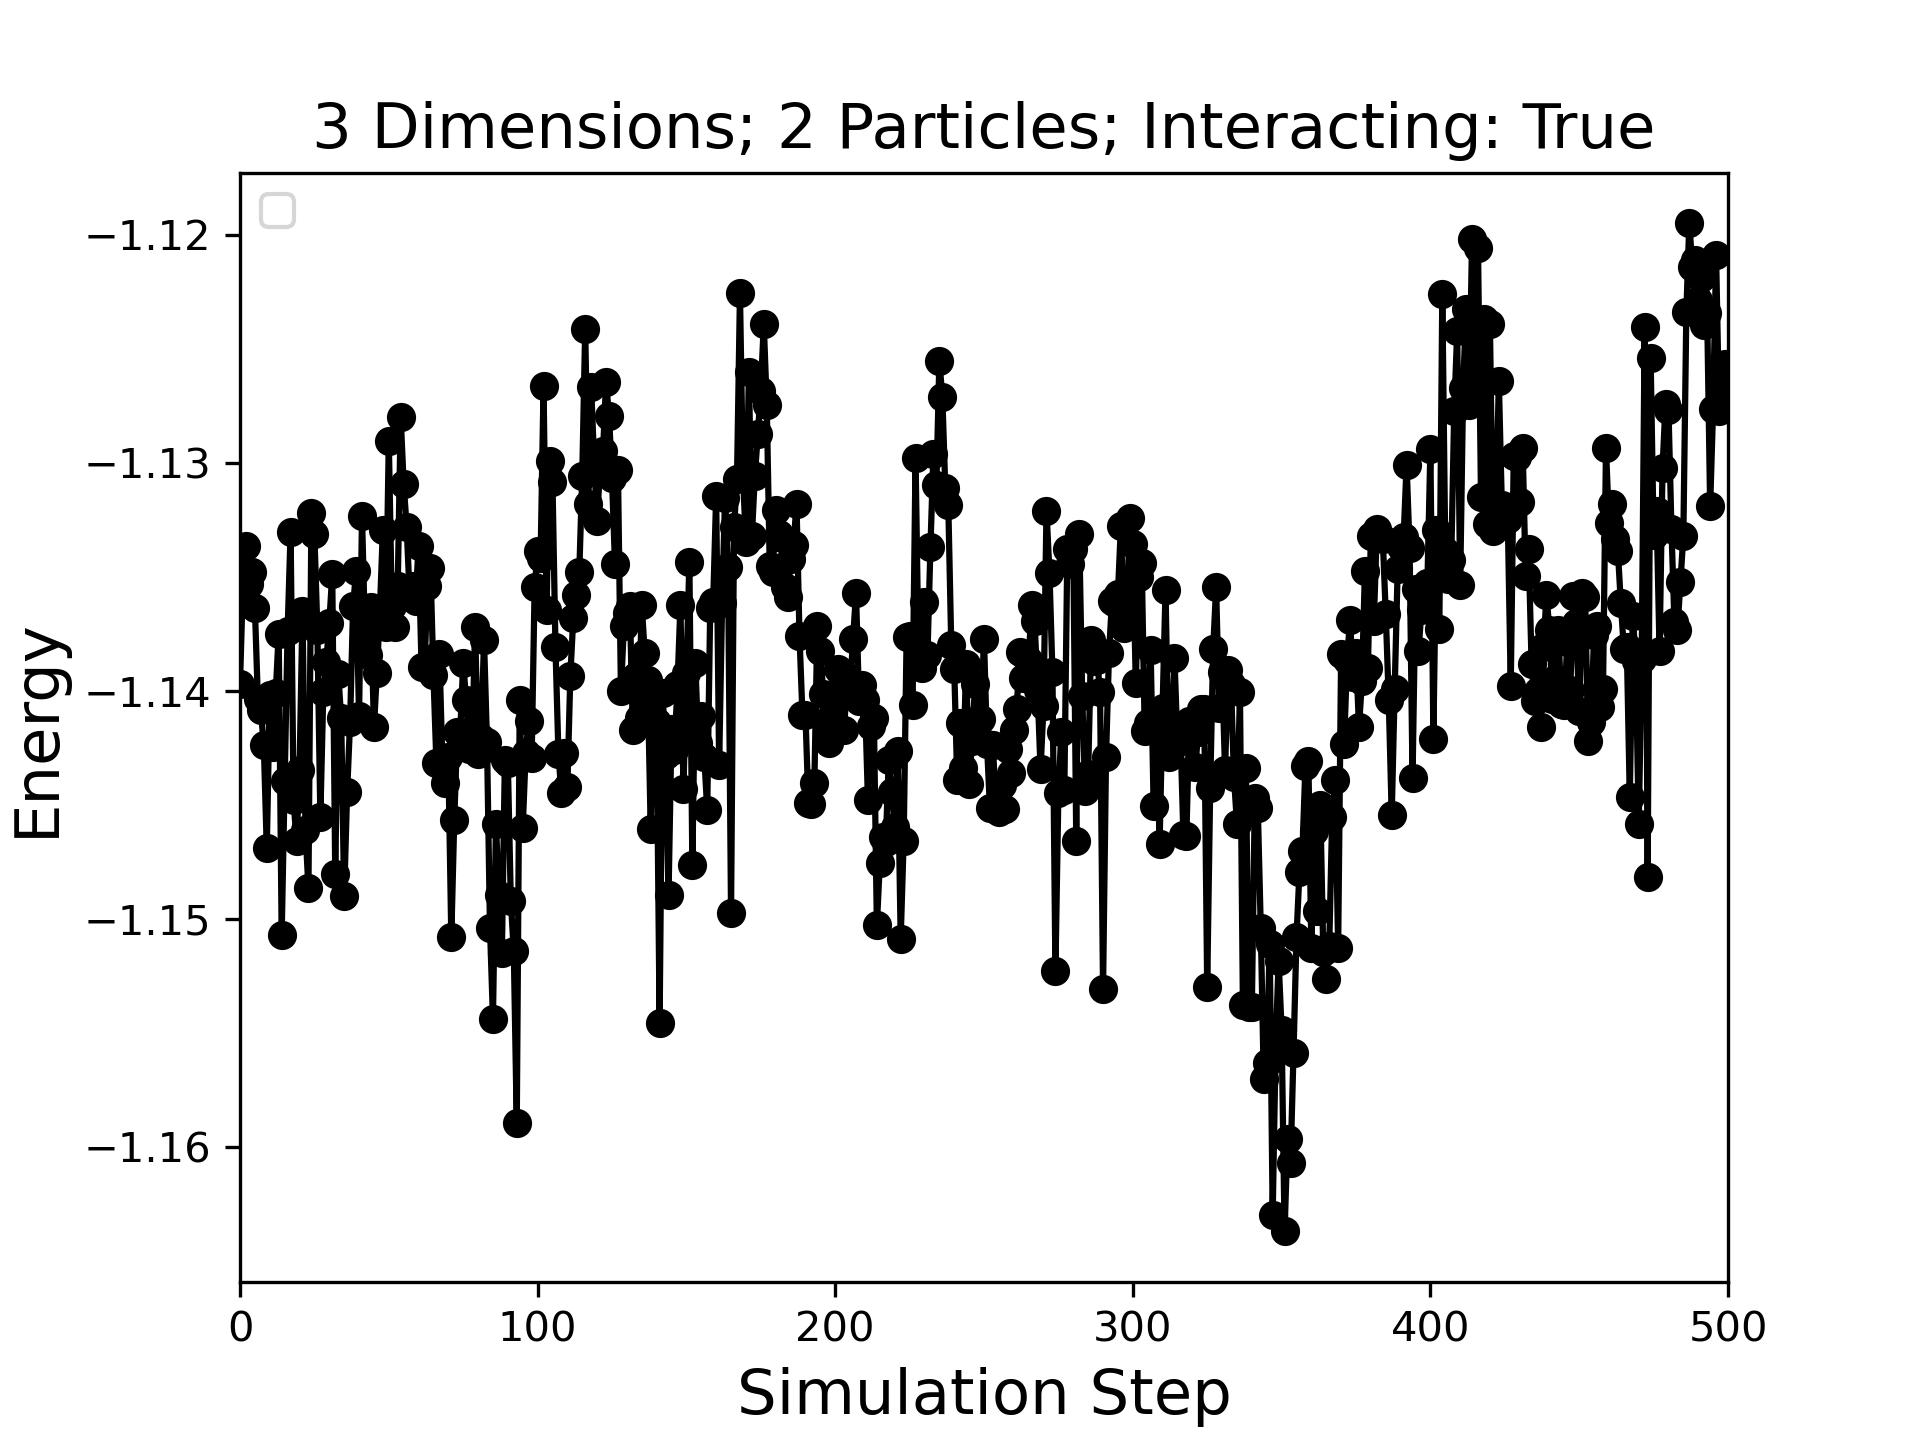 3 Dimensions; 2 Particles; Interacting: True
−1.12
−1.13
−1.14
−1.15
−1.16
Energy
0 100 200 300 400 500
Simulation Step